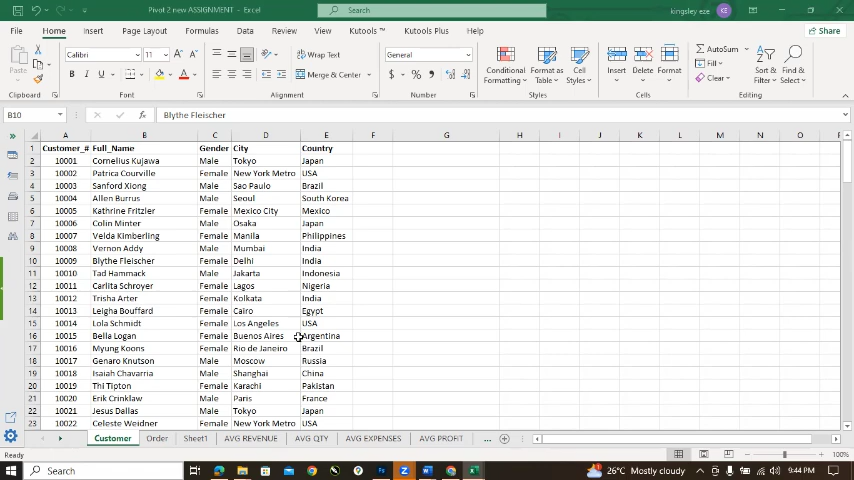 Pivot 2 new ASSIGNMENT - Excel
Search
kingsley eze
KE
File Home Insert Page Layout Formulas Data Review View Kutools ™ Kutools Plus Help
Share
Calibri 11 Wrap Text General AutoSum
Paste Merge & Center Conditional Formatting Format as Table Cell Styles Insert Delete Format Fill Clear Sort & Filter Find & Select
Clipboard Font Alignment Number Styles Cells Editing
B10 fx Blythe Fleischer
A B C D E F G H I J K L M N O
1 Customer_# Full_Name Gender City Country
2 10001 Cornelius Kujawa Male Tokyo Japan
3 10002 Patrica Courville Female New York Metro USA
4 10003 Sanford Xiong Male Sao Paulo Brazil
5 10004 Allen Burrus Male Seoul South Korea
6 10005 Kathrine Fritzler Female Mexico City Mexico
7 10006 Colin Minter Male Osaka Japan
8 10007 Velda Kimberling Female Manila Philippines
9 10008 Vernon Addy Male Mumbai India
10 10009 Blythe Fleischer Female Delhi India
11 10010 Tad Hammack Male Jakarta Indonesia
12 10011 Carlita Schroyer Female Lagos Nigeria
13 10012 Trisha Arter Female Kolkata India
14 10013 Leigha Bouffard Female Cairo Egypt
15 10014 Lola Schmidt Female Los Angeles USA
16 10015 Bella Logan Female Buenos Aires Argentina
17 10016 Myung Koons Female Rio de Janeiro Brazil
18 10017 Genaro Knutson Male Moscow Russia
19 10018 Isaiah Chavarria Male Shanghai China
20 10019 Thi Tipton Female Karachi Pakistan
21 10020 Erik Crinklaw Male Paris France
22 10021 Jesus Dallas Male Tokyo Japan
23 10022 Celeste Weidner Female New York Metro USA
Customer Order Sheet1 AVG REVENUE AVG QTY AVG EXPENSES AVG PROFIT ...
Ready 100%
Search 26°C Mostly cloudy 9:44 PM